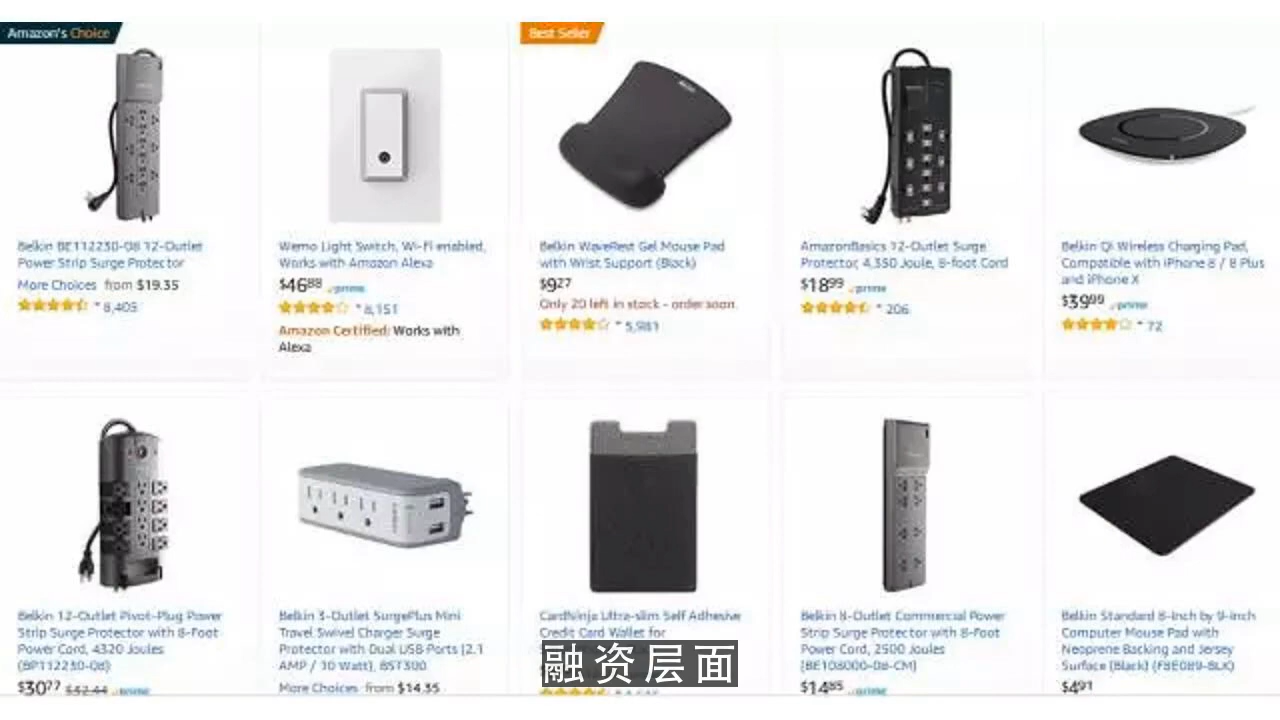 Amazon's Choice
Best Seller
Belkin BE112230-08 12-Outlet
Power Strip Surge Protector
More Choices from $19.35
8,405
Wemo Light Switch, Wi-Fi enabled,
Works with Amazon Alexa
$46.88 prime
8,151
Amazon Certified: Works with
Alexa
Belkin WaveRest Gel Mouse Pad
with Wrist Support (Black)
$9.27
Only 20 left in stock - order soon.
5,981
AmazonBasics 12-Outlet Surge
Protector, 4,350 Joule, 8-foot Cord
$18.99 prime
206
Belkin Qi Wireless Charging Pad,
Compatible with iPhone 8 / 8 Plus
and iPhone X
$39.99 prime
72
Belkin 12-Outlet Pivot-Plug Power
Strip Surge Protector with 8-Foot
Power Cord, 4320 Joules
(BP112230-08)
$30.77 $32.44 prime
Belkin 3-Outlet SurgePlus Mini
Travel Swivel Charger Surge
Protector with Dual USB Ports (2.1
AMP / 10 Watt), BST300
More Choices from $14.35
CardNinja Ultra-slim Self Adhesive
Credit Card Wallet for
Belkin 8-Outlet Commercial Power
Strip Surge Protector with 8-Foot
Power Cord, 2500 Joules
(BE108000-08-CM)
$14.85 prime
Belkin Standard 8-Inch by 9-Inch
Computer Mouse Pad with
Neoprene Backing and Jersey
Surface (Black) (F8E089-BLK)
$4.91
融资层面